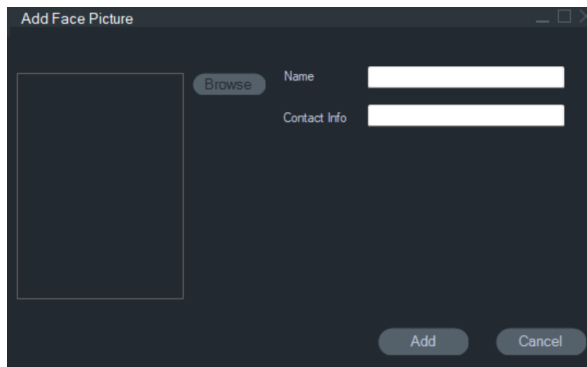 Add Face Picture
Browse
Name
Contact Info
Add
Cancel